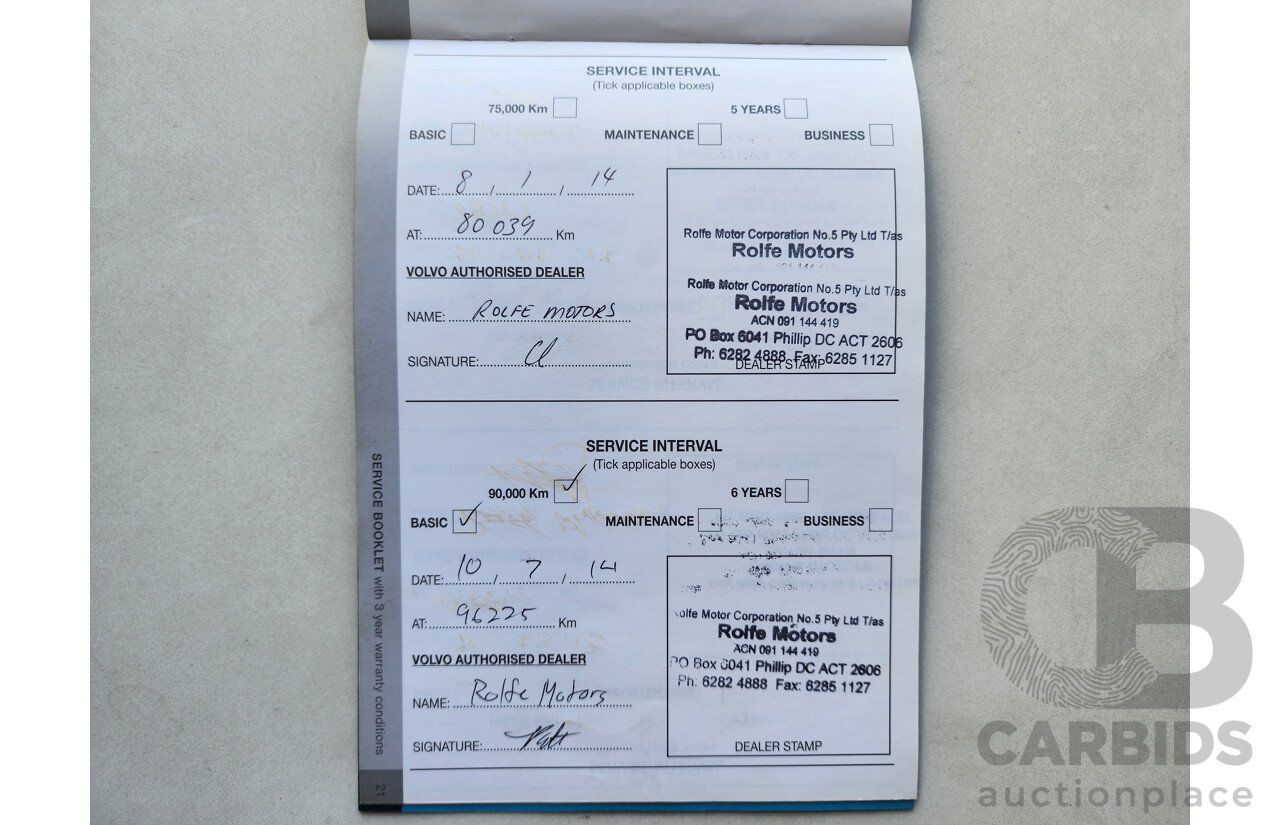 SERVICE INTERVAL
(Tick applicable boxes)
75,000 Km 5 YEARS
BASIC MAINTENANCE BUSINESS
DATE: 8 / 1 / 14
AT: 80 039 Km
VOLVO AUTHORISED DEALER
NAME: ROLFE MOTORS
SIGNATURE:
Rolfe Motor Corporation No.5 Pty Ltd T/as
Rolfe Motors
Rolfe Motor Corporation No.5 Pty Ltd T/as
Rolfe Motors
ACN 091 144 419
PO Box 6041 Phillip DC ACT 2606
Ph: 6282 4888 Fax: 6285 1127
DEALER STAMP
SERVICE INTERVAL
(Tick applicable boxes)
90,000 Km ✓ 6 YEARS
BASIC ✓ MAINTENANCE BUSINESS
DATE: 10 / 7 / 14
AT: 96225 Km
VOLVO AUTHORISED DEALER
NAME: Rolfe Motors
SIGNATURE:
Rolfe Motor Corporation No.5 Pty Ltd T/as
Rolfe Motors
ACN 091 144 419
PO Box 6041 Phillip DC ACT 2606
Ph: 6282 4888 Fax: 6285 1127
DEALER STAMP
SERVICE BOOKLET with 3 year warranty conditions
21
CB
CARBIDS
auctionplace